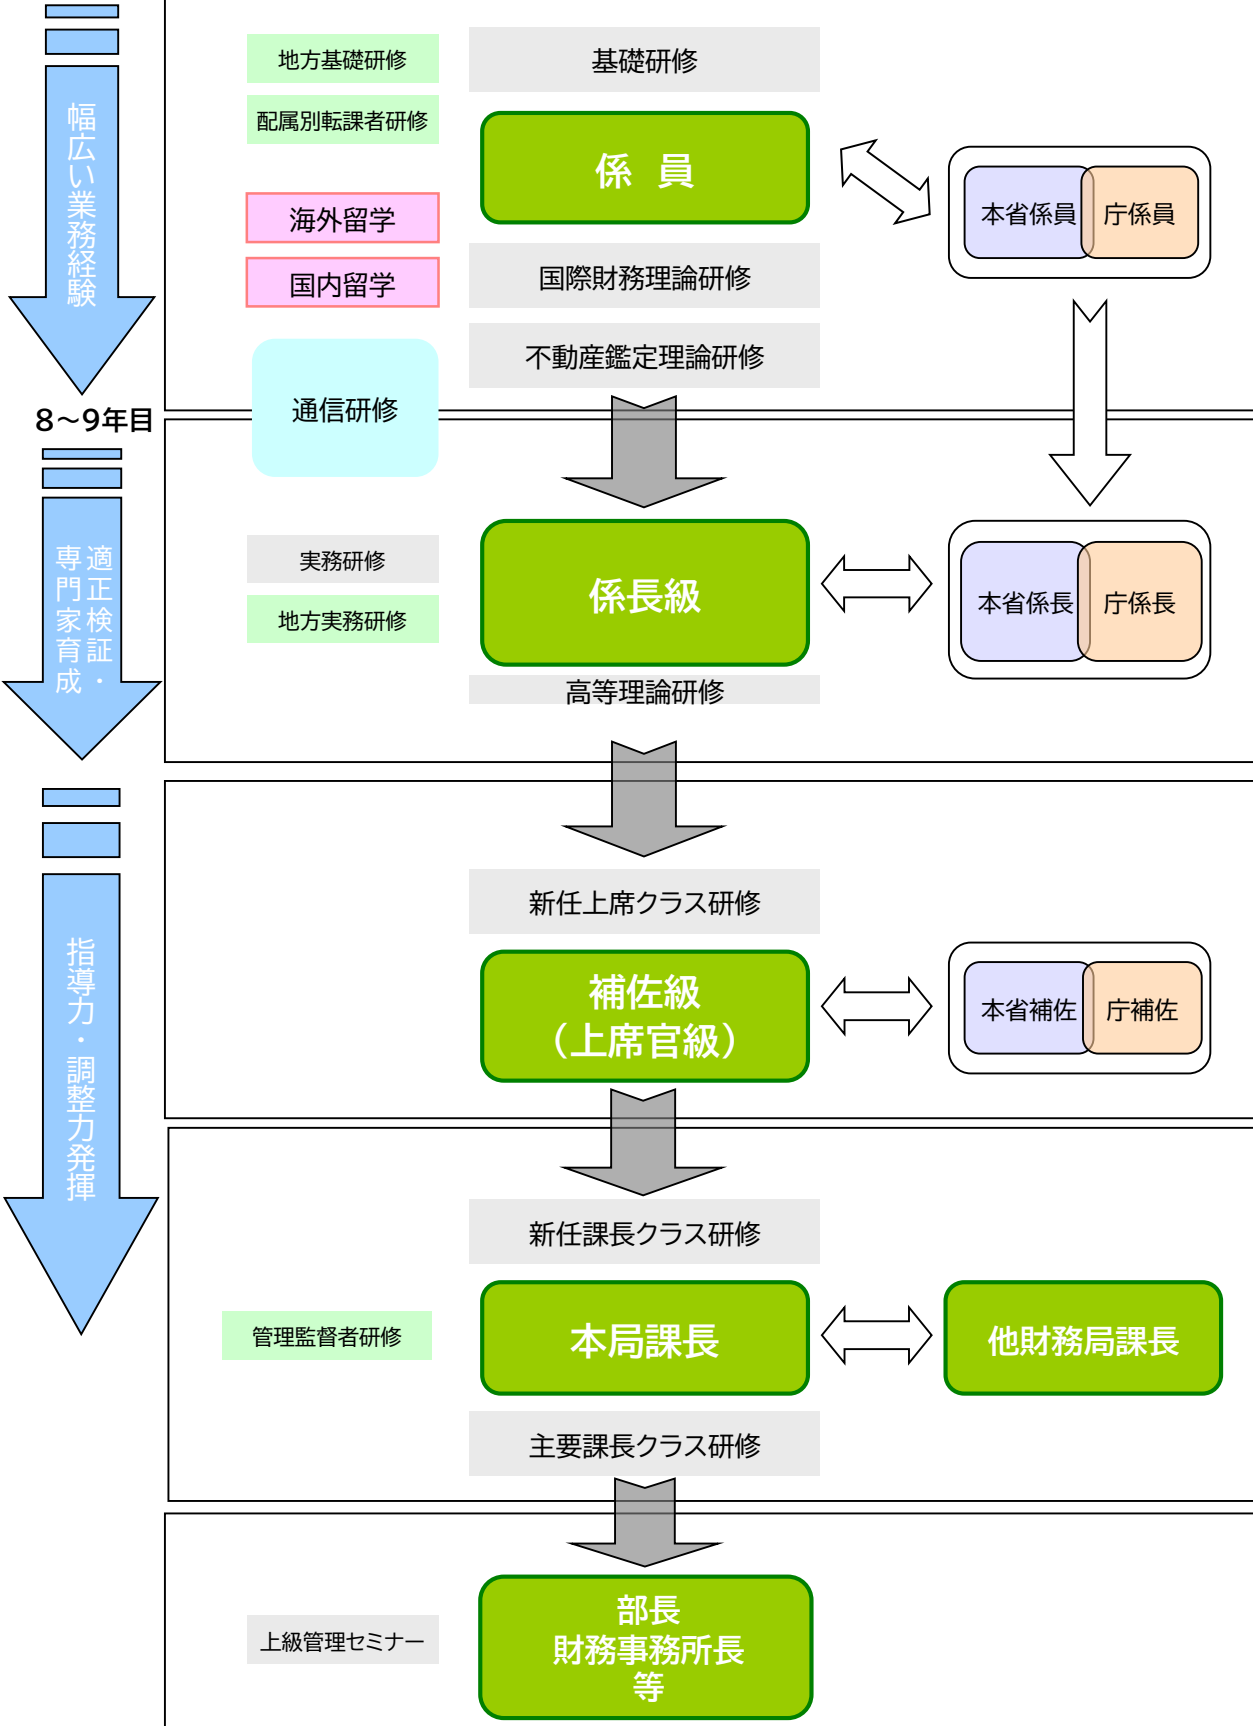 幅広い業務経験
地方基礎研修
基礎研修
配属別転課者研修
係 員
海外留学
本省係員
庁係員
国内留学
国際財務理論研修
不動産鑑定理論研修
通信研修
8～9年目
適正検証・
専門家育成
実務研修
係長級
本省係長
庁係長
地方実務研修
高等理論研修
指導力・調整力発揮
新任上席クラス研修
補佐級
（上席官級）
本省補佐
庁補佐
新任課長クラス研修
管理監督者研修
本局課長
他財務局課長
主要課長クラス研修
上級管理セミナー
部長
財務事務所長
等